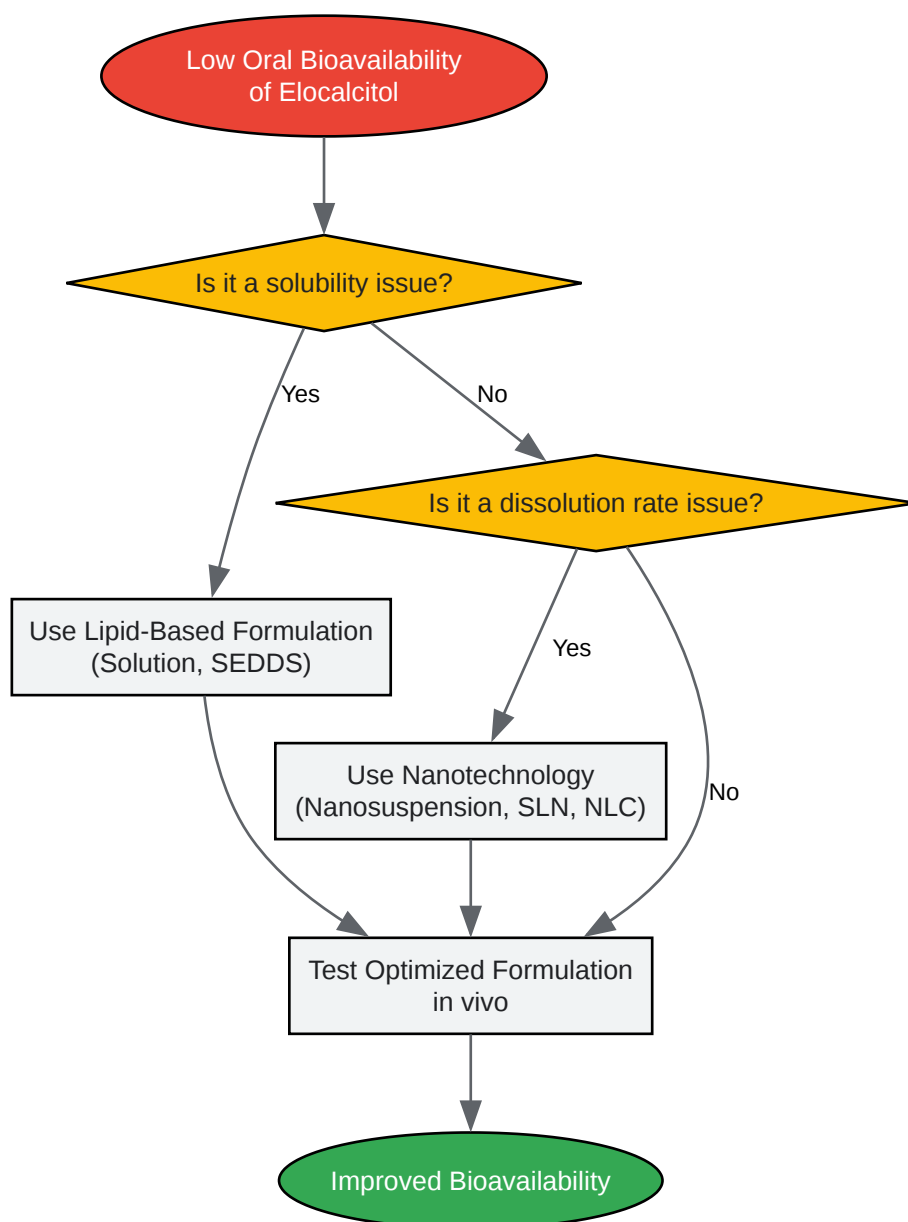 Low Oral Bioavailability
of Elocalcitol
Is it a solubility issue?
Yes
No
Is it a dissolution rate issue?
Use Lipid-Based Formulation
(Solution, SEDDS)
Yes
Use Nanotechnology
(Nanosuspension, SLN, NLC)
No
Test Optimized Formulation
in vivo
Improved Bioavailability